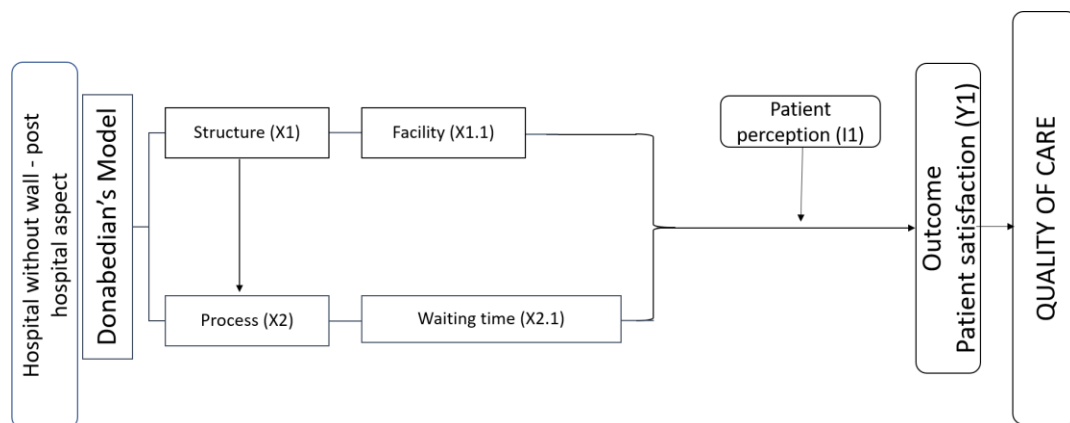 Hospital without wall - post
hospital aspect
Donabedian's Model
Structure (X1)
Facility (X1.1)
Process (X2)
Waiting time (X2.1)
Patient
perception (I1)
Outcome
Patient satisfaction (Y1)
QUALITY OF CARE